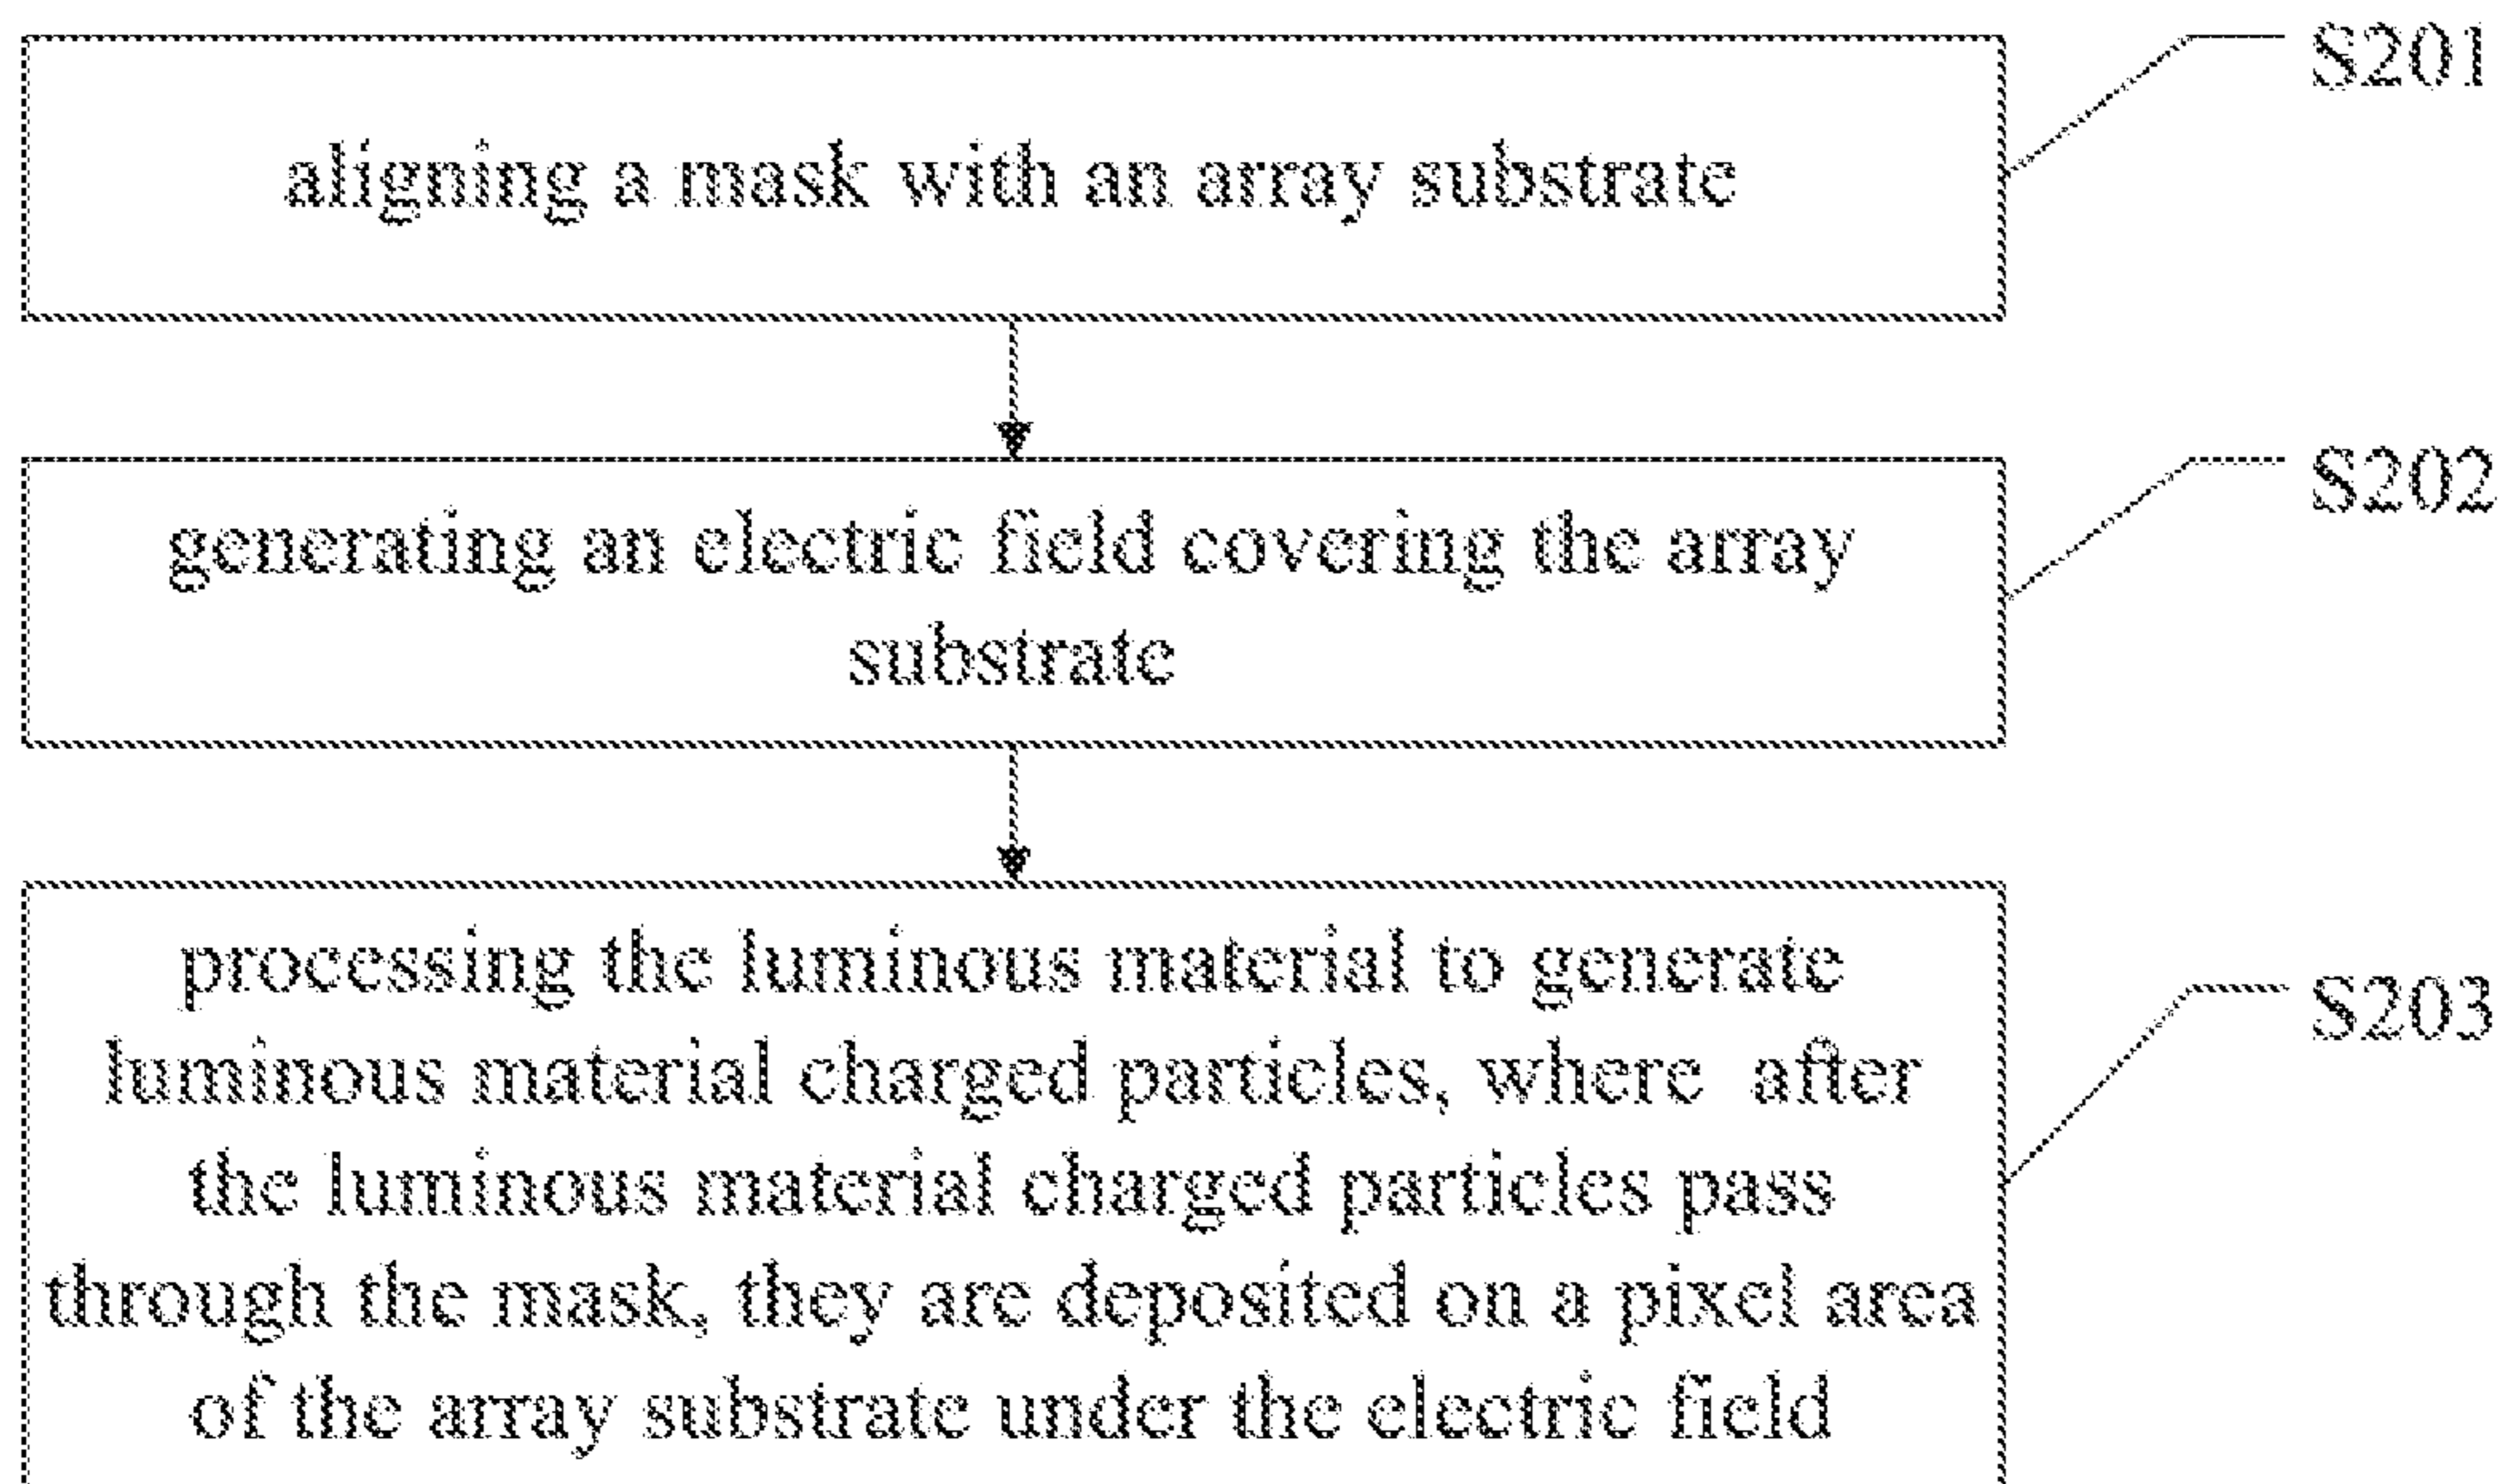 S201
aligning a mask with an array substrate
S202
generating an electric field covering the array
substrate
processing the luminous material to generate
S203
luminous material charged particles, where after
the luminous material charged particles pass
through the mask, they are deposited on a pixel area
of the array substrate under the electric field